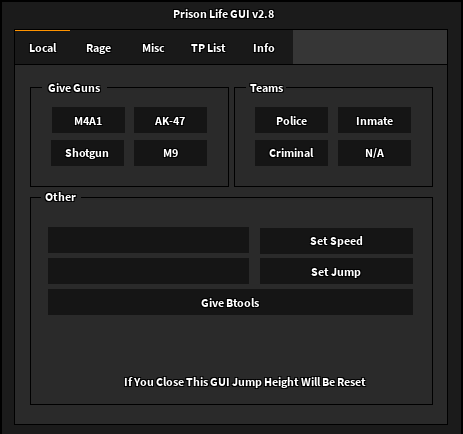 Prison Life GUI v2.8
Local Rage Misc TP List Info
Give Guns Teams
M4A1 AK-47 Police Inmate
Shotgun M9 Criminal N/A
Other
Set Speed
Set Jump
Give Btools
If You Close This GUI Jump Height Will Be Reset